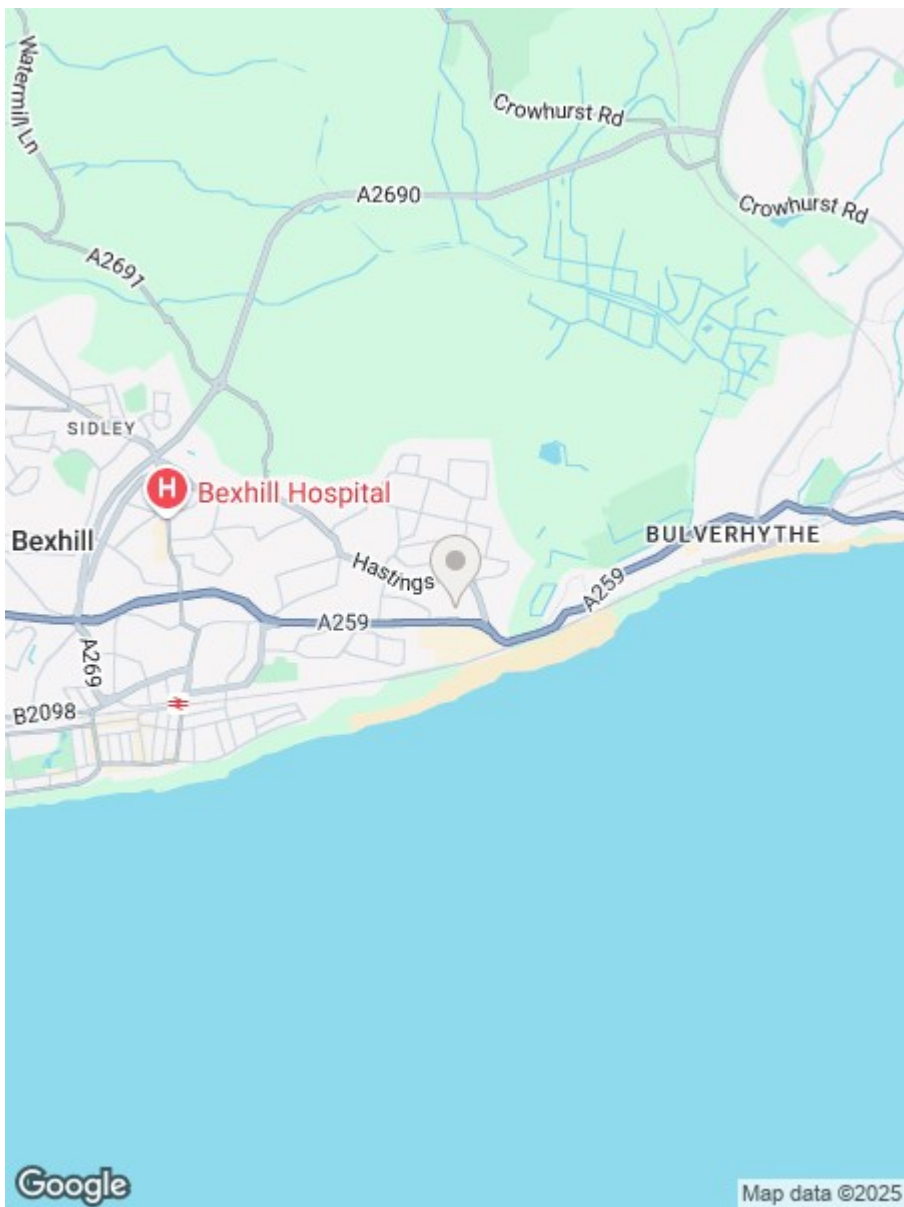 Watermill Ln
Crowhurst Rd
A2690
Crowhurst Rd
A2691
SIDLEY
H
Bexhill Hospital
Bexhill
BULVERHYTHE
Hastings
A259
A259
A269
B2098
Google
Map data ©2025